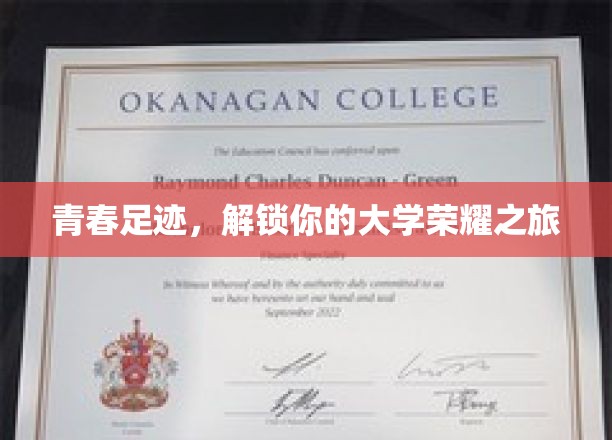 OKANAGAN COLLEGE
The Education Council has conferred upon
Raymond Charles Duncan - Green
青春足迹，解锁你的大学荣耀之旅
Finance Specialty
In Witness Whereof and by the authority duly committed to us
we have hereunto set our hand and seal
September 2022